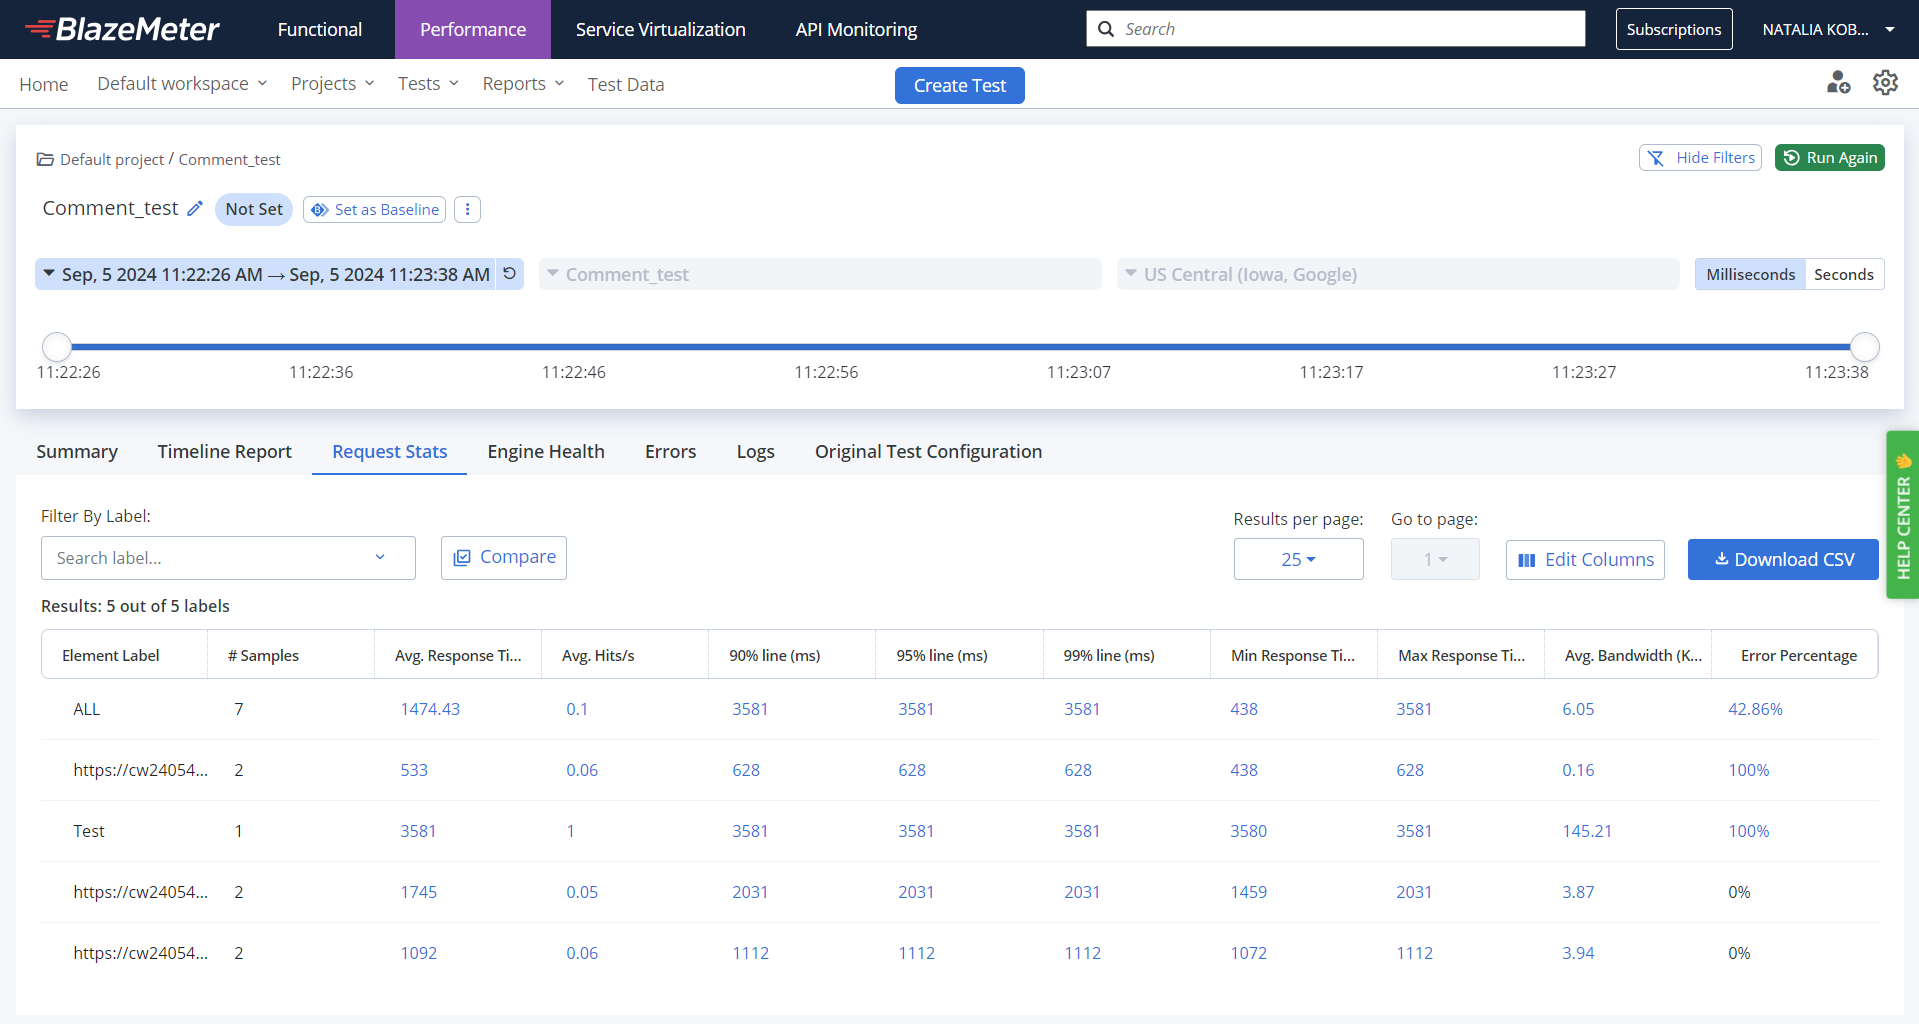 BlazeMeter Functional Performance Service Virtualization API Monitoring Search Subscriptions NATALIA KOB...
Home Default workspace Projects Tests Reports Test Data Create Test
Default project / Comment_test Hide Filters Run Again
Comment_test Not Set Set as Baseline
Sep, 5 2024 11:22:26 AM → Sep, 5 2024 11:23:38 AM Comment_test US Central (Iowa, Google) Milliseconds Seconds
11:22:26 11:22:36 11:22:46 11:22:56 11:23:07 11:23:17 11:23:27 11:23:38
Summary Timeline Report Request Stats Engine Health Errors Logs Original Test Configuration
HELP CENTER
Filter By Label: Results per page: Go to page:
Search label... Compare 25 1 Edit Columns Download CSV
Results: 5 out of 5 labels
Element Label # Samples Avg. Response Ti... Avg. Hits/s 90% line (ms) 95% line (ms) 99% line (ms) Min Response Ti... Max Response Ti... Avg. Bandwidth (K... Error Percentage
ALL 7 1474.43 0.1 3581 3581 3581 438 3581 6.05 42.86%
https://cw24054... 2 533 0.06 628 628 628 438 628 0.16 100%
Test 1 3581 1 3581 3581 3581 3580 3581 145.21 100%
https://cw24054... 2 1745 0.05 2031 2031 2031 1459 2031 3.87 0%
https://cw24054... 2 1092 0.06 1112 1112 1112 1072 1112 3.94 0%